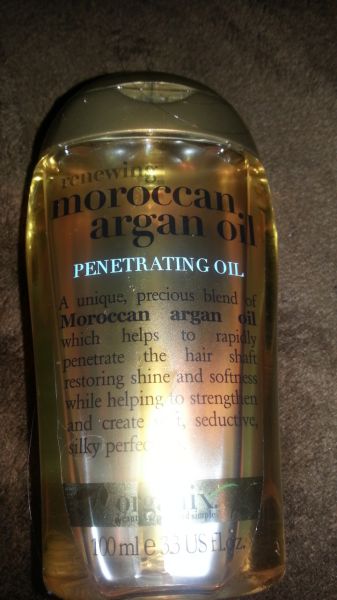 renewing
moroccan
argan oil
PENETRATING OIL
A unique, precious blend of
Moroccan argan oil
which helps to rapidly
penetrate the hair shaft
restoring shine and softness
while helping to strengthen
and create seductive,
silky
organix
100 ml e 3.3 US fl.oz.